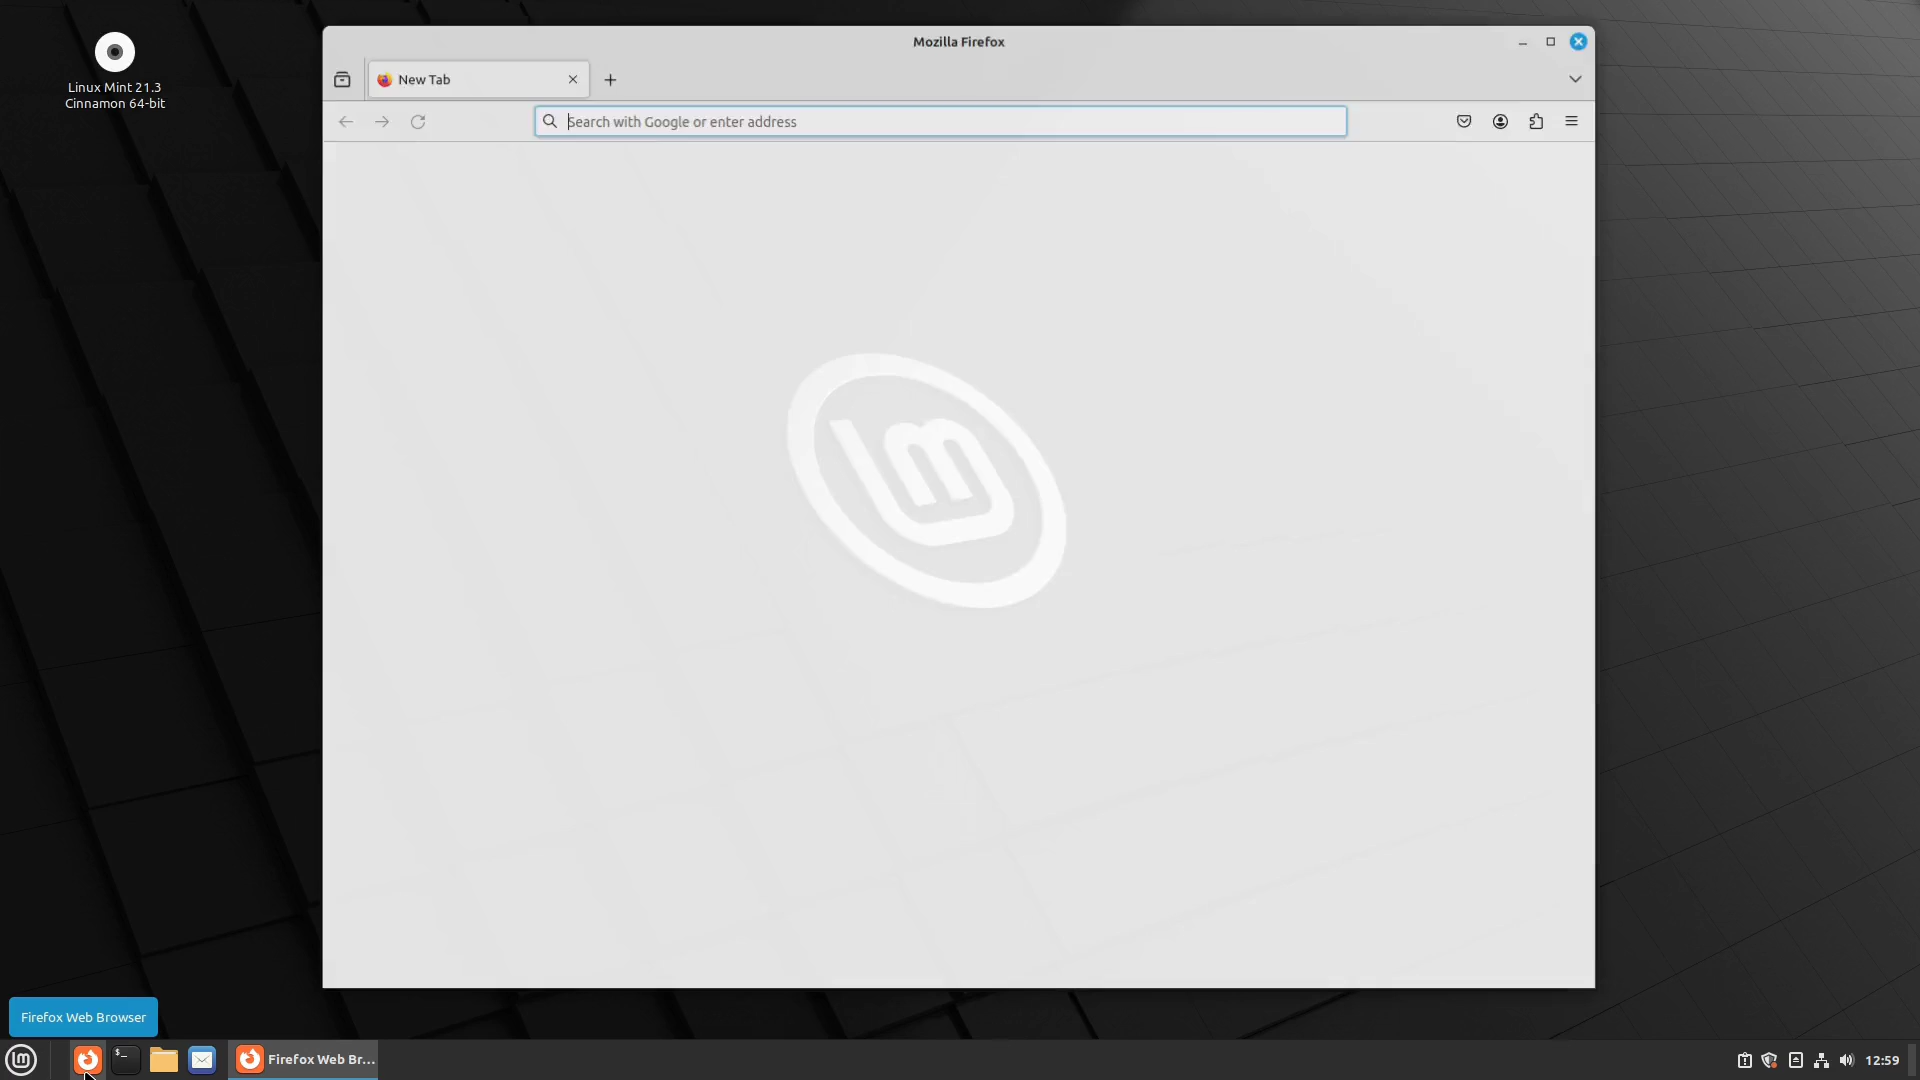 Mozilla Firefox
Linux Mint 21.3
Cinnamon 64-bit
New Tab
Search with Google or enter address
Firefox Web Browser
Firefox Web Br...
12:59